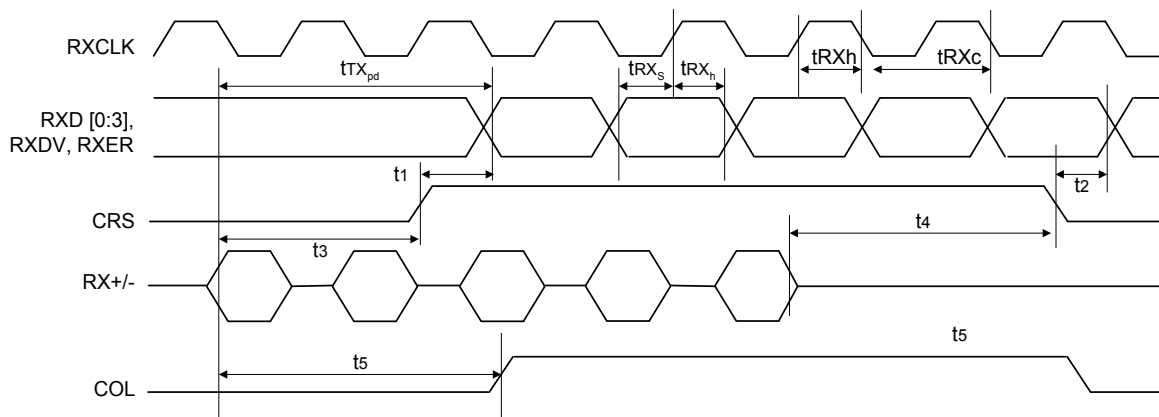 RXCLK
tTXpd
tRXS
tRXh
tRXh
tRXc
RXD [0:3],
RXDV, RXER
t1
t2
CRS
t3
t4
RX+/-
t5
t5
COL